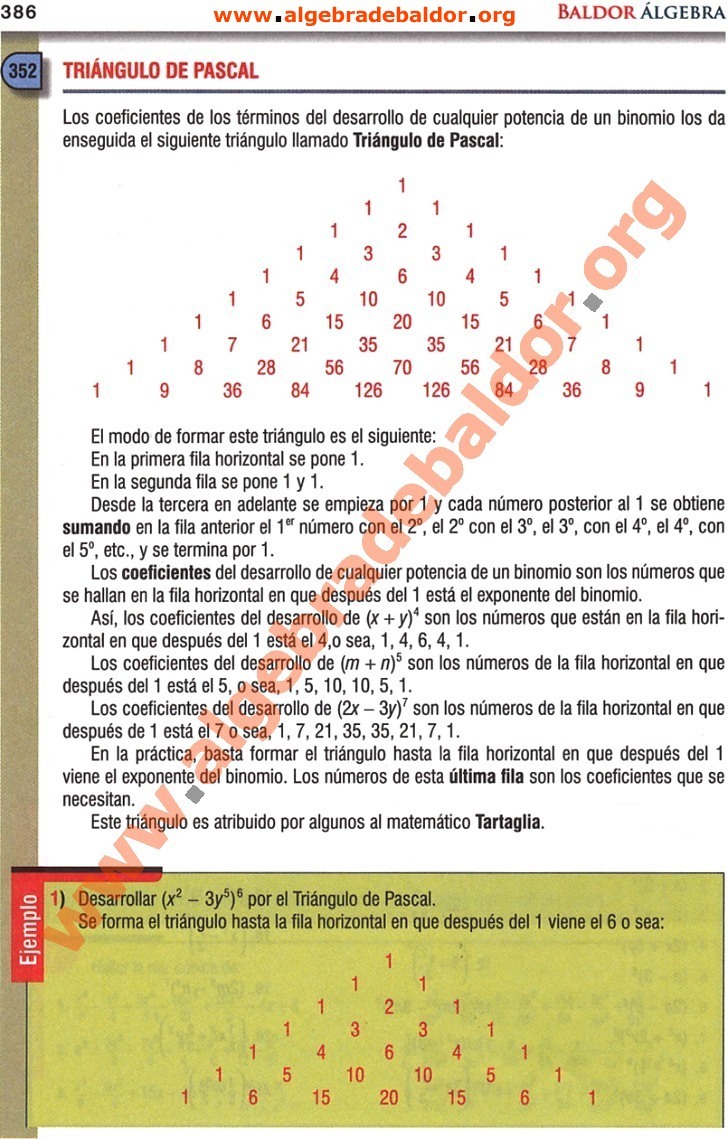 386
www.algebradebaldor.org
BALDOR ÁLGEBRA
352
TRIÁNGULO DE PASCAL
Los coeficientes de los términos del desarrollo de cualquier potencia de un binomio los da
enseguida el siguiente triángulo llamado Triángulo de Pascal:
1
1 1
1 2 1
1 3 3 1
1 4 6 4 1
1 5 10 10 5 1
1 6 15 20 15 6 1
1 7 21 35 35 21 7 1
1 8 28 56 70 56 28 8 1
1 9 36 84 126 126 84 36 9 1
El modo de formar este triángulo es el siguiente:
En la primera fila horizontal se pone 1.
En la segunda fila se pone 1 y 1.
Desde la tercera en adelante se empieza por 1 y cada número posterior al 1 se obtiene
sumando en la fila anterior el 1er número con el 2º, el 2º con el 3º, el 3º, con el 4º, el 4º, con
el 5º, etc., y se termina por 1.
Los coeficientes del desarrollo de cualquier potencia de un binomio son los números que
se hallan en la fila horizontal en que después del 1 está el exponente del binomio.
Así, los coeficientes del desarrollo de (x + y)⁴ son los números que están en la fila hori-
zontal en que después del 1 está el 4,o sea, 1, 4, 6, 4, 1.
Los coeficientes del desarrollo de (m + n)⁵ son los números de la fila horizontal en que
después del 1 está el 5, o sea, 1, 5, 10, 10, 5, 1.
Los coeficientes del desarrollo de (2x – 3y)⁷ son los números de la fila horizontal en que
después de 1 está el 7 o sea, 1, 7, 21, 35, 35, 21, 7, 1.
En la práctica, basta formar el triángulo hasta la fila horizontal en que después del 1
viene el exponente del binomio. Los números de esta última fila son los coeficientes que se
necesitan.
Este triángulo es atribuido por algunos al matemático Tartaglia.
www.algebradebaldor.org
Ejemplo
1) Desarrollar (x² – 3y⁵)⁶ por el Triángulo de Pascal.
Se forma el triángulo hasta la fila horizontal en que después del 1 viene el 6 o sea:
1
1 1
1 2 1
1 3 3 1
1 4 6 4 1
1 5 10 10 5 1
1 6 15 20 15 6 1